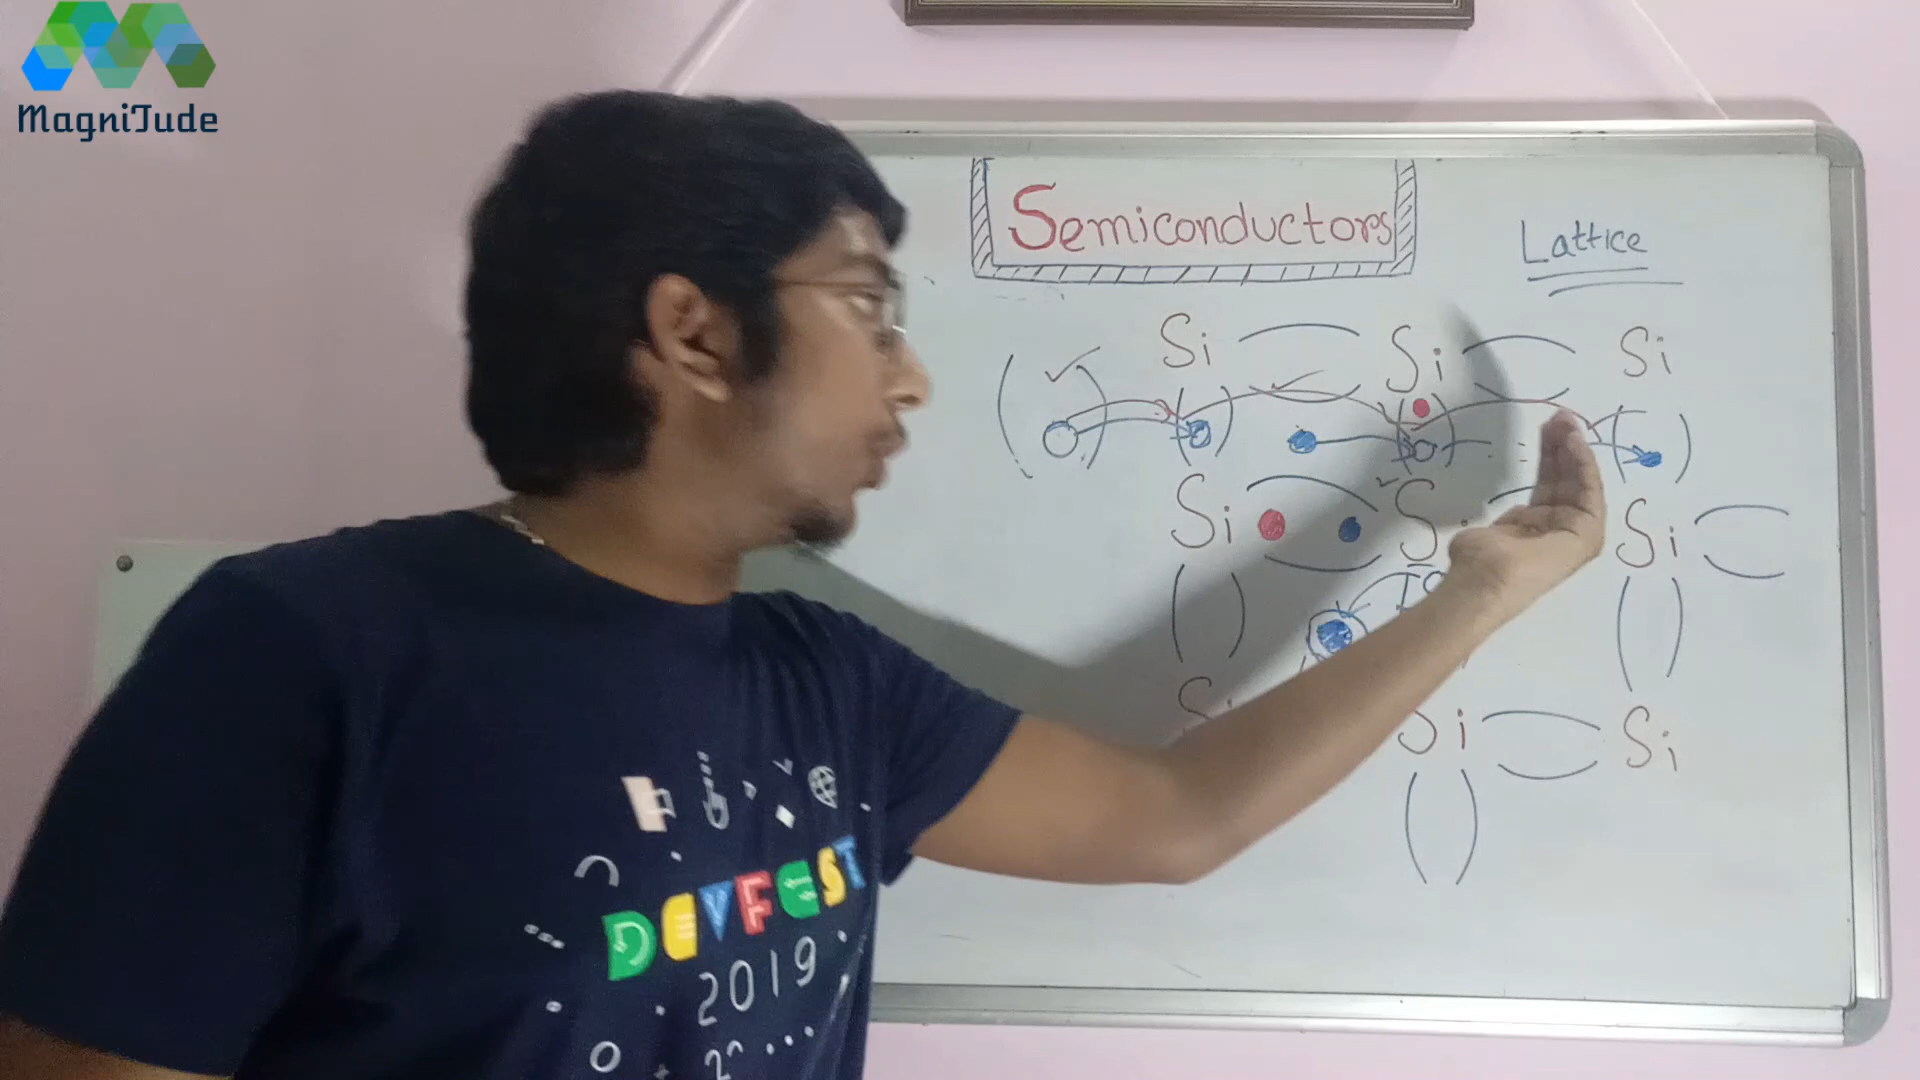 MagniTude
Semiconductors
Lattice
Si Si Si
Si Si Si
Si Si Si
DEVFEST
2019